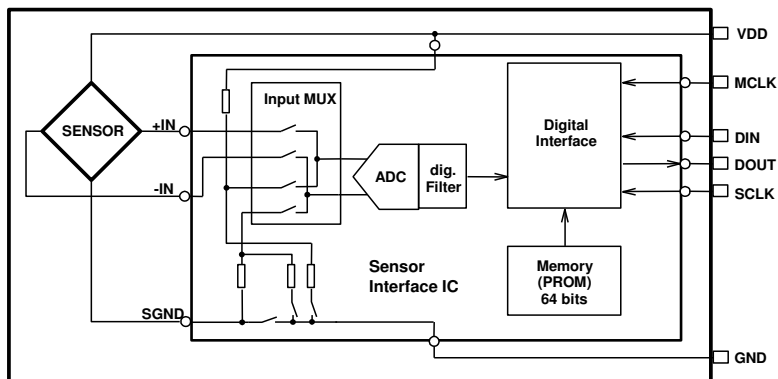 VDD
MCLK
Input MUX
SENSOR
+IN
Digital
Interface
DIN
DOUT
ADC
dig.
Filter
-IN
SCLK
Sensor
Interface IC
Memory
(PROM)
64 bits
SGND
GND